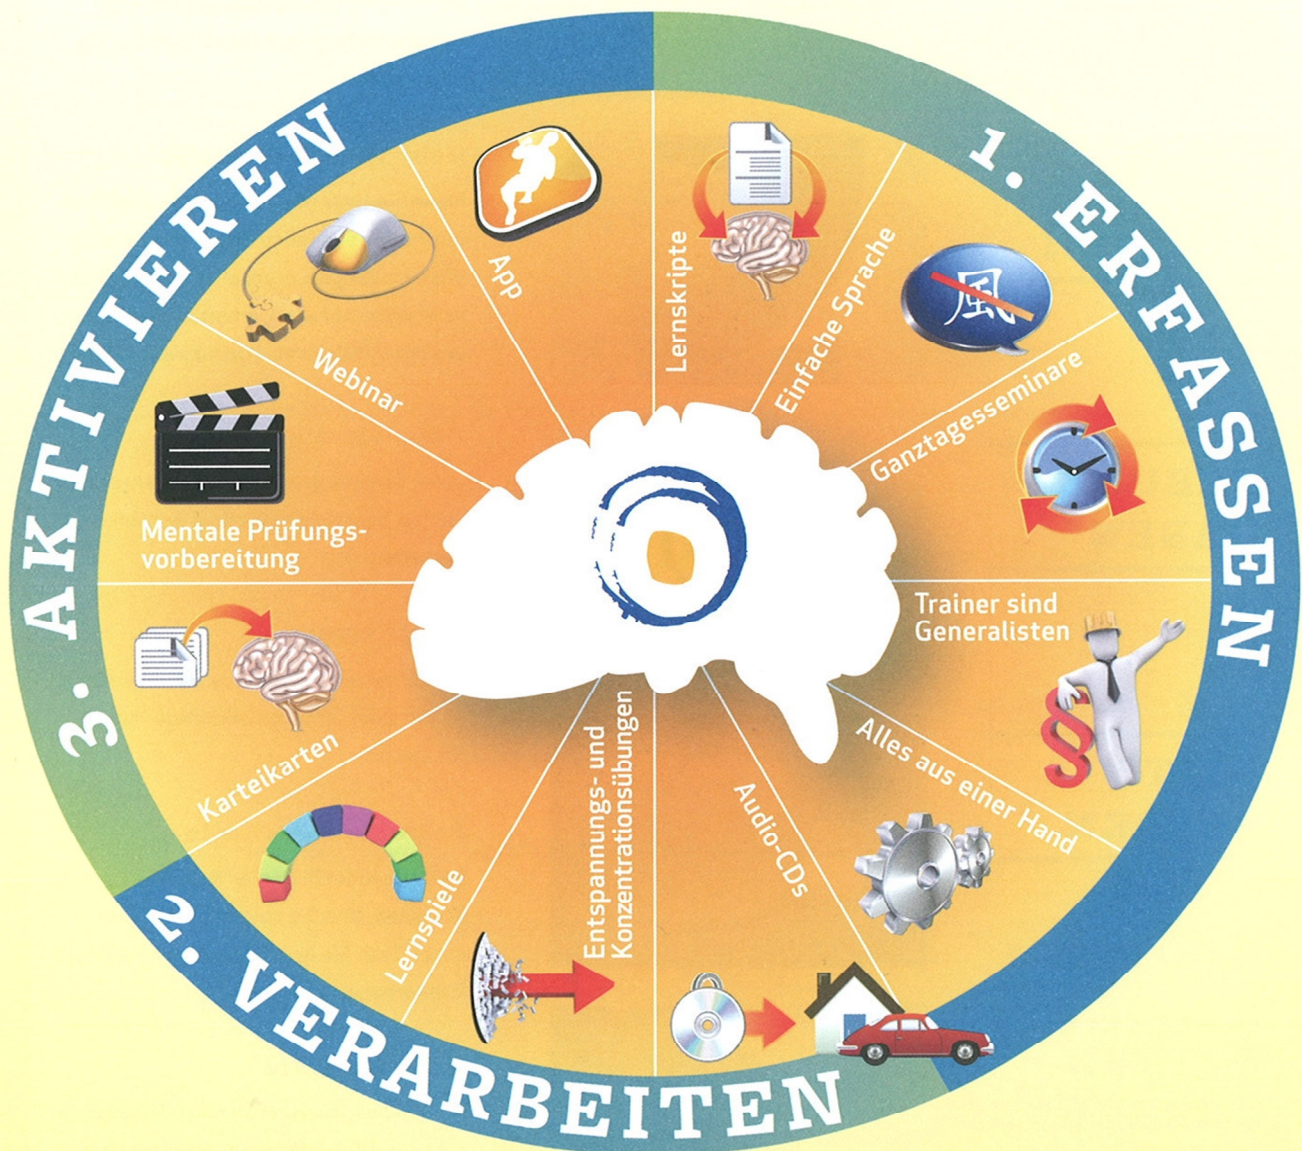 1. ERFASSEN
Lernskripte
Einfache Sprache
風
Ganztagesseminare
Trainer sind
Generalisten
§
Alles aus einer Hand
2. VERARBEITEN
Audio-CDs
Entspannungs- und
Konzentrationsübungen
Lernspiele
3. AKTIVIEREN
Karteikarten
Mentale Prüfungs-
vorbereitung
Webinar
App